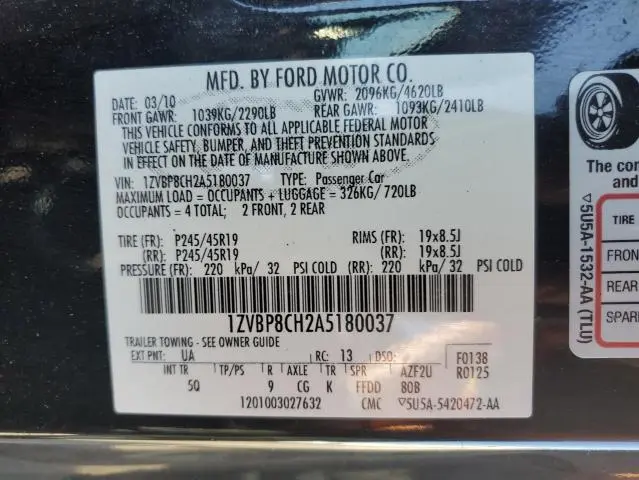 MFD. BY FORD MOTOR CO.
DATE: 03/10 GVWR: 2096KG/4620LB
FRONT GAWR: 1039KG/2290LB REAR GAWR: 1093KG/2410LB
THIS VEHICLE CONFORMS TO ALL APPLICABLE FEDERAL MOTOR
VEHICLE SAFETY, BUMPER, AND THEFT PREVENTION STANDARDS
IN EFFECT ON THE DATE OF MANUFACTURE SHOWN ABOVE.
VIN: 1ZVBP8CH2A5180037 TYPE: Passenger Car
MAXIMUM LOAD = OCCUPANTS + LUGGAGE = 326KG/720LB
OCCUPANTS = 4 TOTAL; 2 FRONT, 2 REAR
TIRE (FR): P245/45R19 RIMS (FR): 19x8.5J
(RR): P245/45R19 (RR): 19x8.5J
PRESSURE (FR): 220 kPa/ 32 PSI COLD (RR): 220 kPa/ 32 PSI COLD
1ZVBP8CH2A5180037
TRAILER TOWING - SEE OWNER GUIDE
EXT PNT: UA RC: 13 DSO: F0138
INT TR TP/PS R AXLE TR SPR AZF2U R0125
5Q 9 CG K FFDD 80B
1201003027632 CMC ▽5U5A-5420472-AA
The con
and
TIRE
FRON
REAR
SPAR
▽5U5A-1532-AA (TLU)